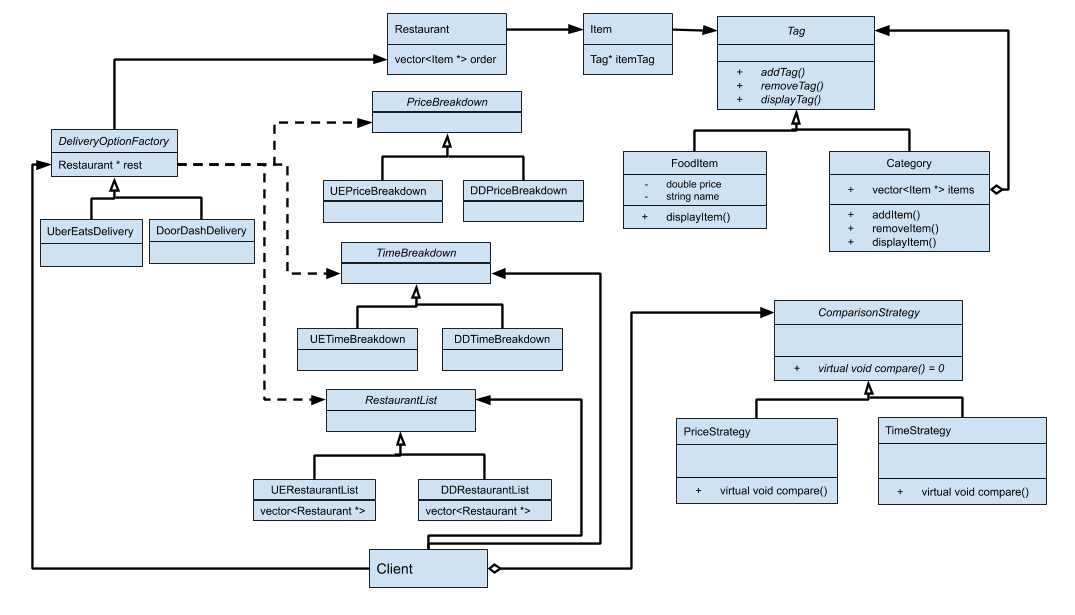 Restaurant
vector<Item *> order
Item
Tag* itemTag
Tag
+ addTag()
+ removeTag()
+ displayTag()
PriceBreakdown
DeliveryOptionFactory
Restaurant * rest
UEPriceBreakdown
DDPriceBreakdown
FoodItem
- double price
- string name
+ displayItem()
Category
+ vector<Item *> items
+ addItem()
+ removeItem()
+ displayItem()
UberEatsDelivery
DoorDashDelivery
TimeBreakdown
UETimeBreakdown
DDTimeBreakdown
ComparisonStrategy
+ virtual void compare() = 0
RestaurantList
PriceStrategy
+ virtual void compare()
TimeStrategy
+ virtual void compare()
UERestaurantList
vector<Restaurant *>
DDRestaurantList
vector<Restaurant *>
Client